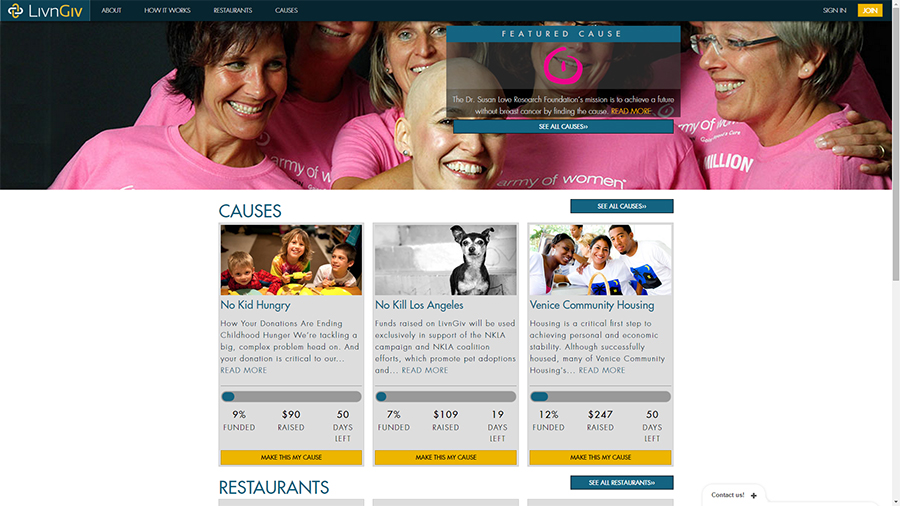 LivnGiv
ABOUT
HOW IT WORKS
RESTAURANTS
CAUSES
SIGN IN
JOIN
FEATURED CAUSE
The Dr. Susan Love Research Foundation's mission is to achieve a future
without breast cancer by finding the cause. READ MORE
SEE ALL CAUSES››
army of women
my of wom
MILLION
army of women
CAUSES
SEE ALL CAUSES››
No Kid Hungry
How Your Donations Are Ending
Childhood Hunger We're tackling a
big, complex problem head on. And
your donation is critical to our...
READ MORE
9%
$90
50
FUNDED
RAISED
DAYS
LEFT
MAKE THIS MY CAUSE
No Kill Los Angeles
Funds raised on LivnGiv will be used
exclusively in support of the NKLA
campaign and NKLA coalition
efforts, which promote pet adoptions
and... READ MORE
7%
$109
19
FUNDED
RAISED
DAYS
LEFT
MAKE THIS MY CAUSE
Venice Community Housing
Housing is a critical first step to
achieving personal and economic
stability. Although successfully
housed, many of Venice Community
Housing's... READ MORE
12%
$247
50
FUNDED
RAISED
DAYS
LEFT
MAKE THIS MY CAUSE
RESTAURANTS
SEE ALL RESTAURANTS››
Contact us! +